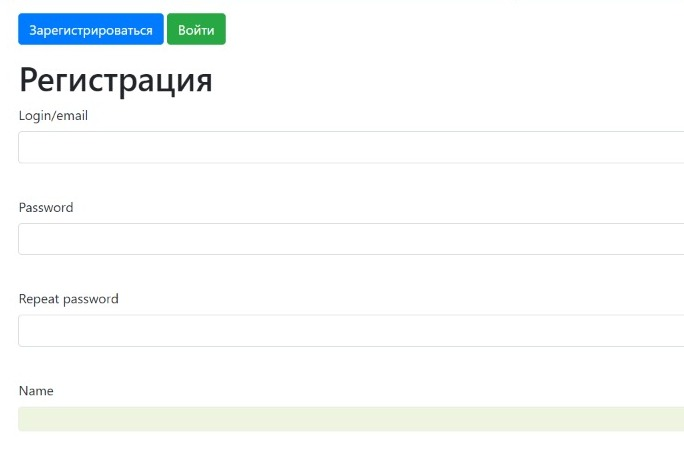 Зарегистрироваться Войти
Регистрация
Login/email
Password
Repeat password
Name